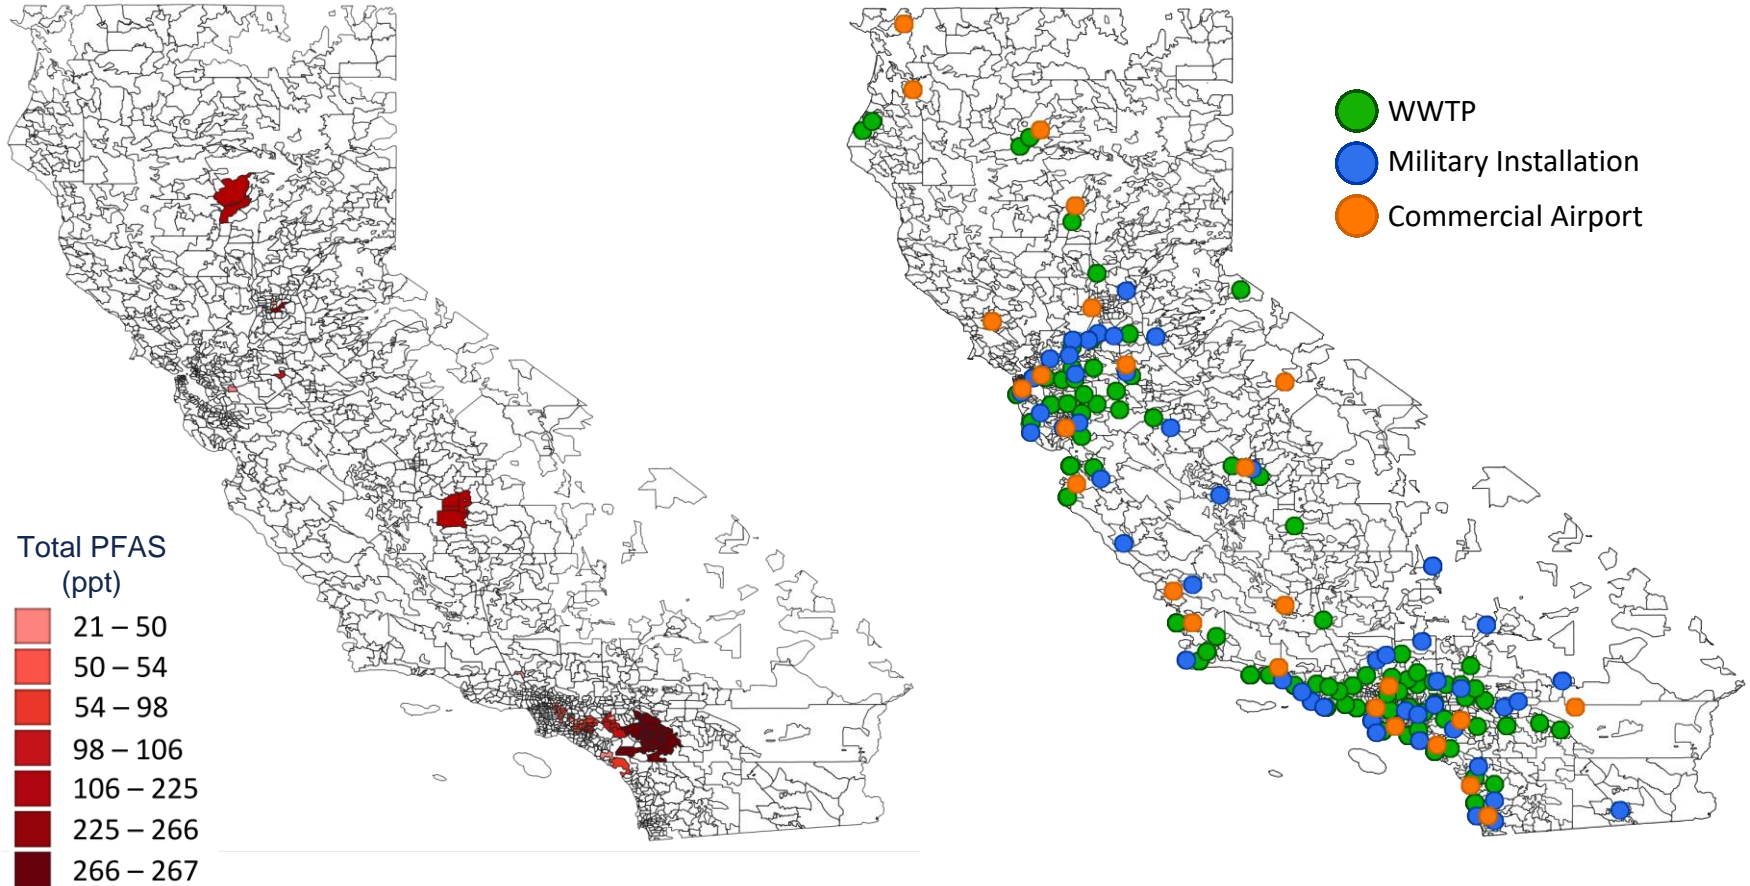 WWTP
Military Installation
Commercial Airport
Total PFAS
(ppt)
21 – 50
50 – 54
54 – 98
98 – 106
106 – 225
225 – 266
266 – 267